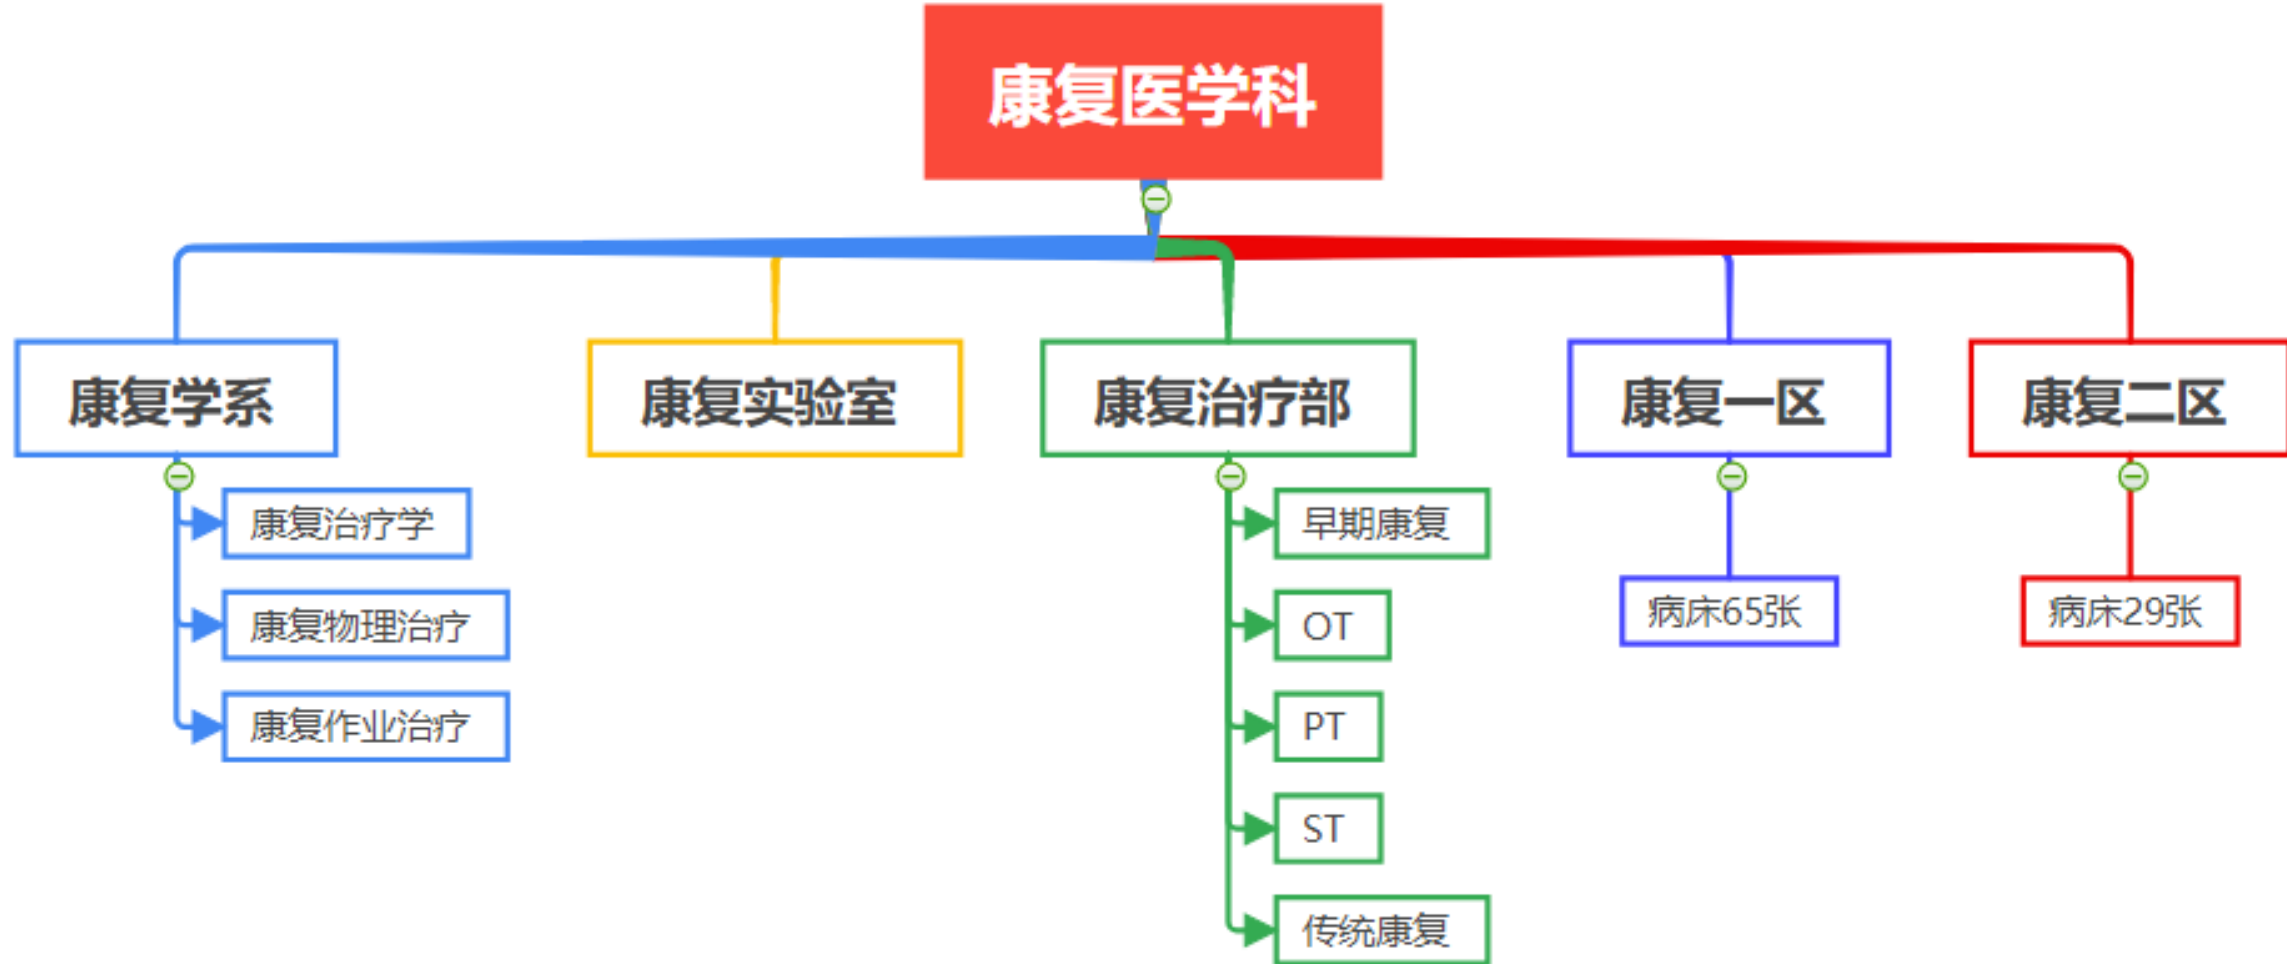 康复医学科
康复学系
康复实验室
康复治疗部
康复一区
康复二区
康复治疗学
康复物理治疗
康复作业治疗
早期康复
OT
PT
ST
传统康复
病床65张
病床29张